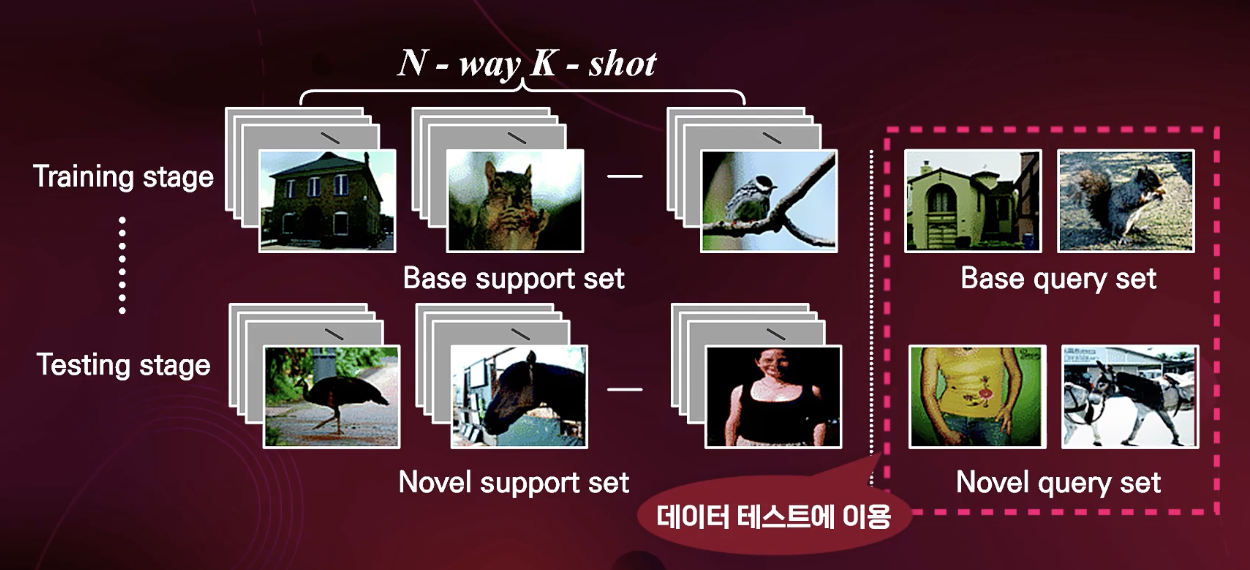 N - way K - shot
Training stage
Base support set
Base query set
Testing stage
Novel support set
Novel query set
데이터 테스트에 이용